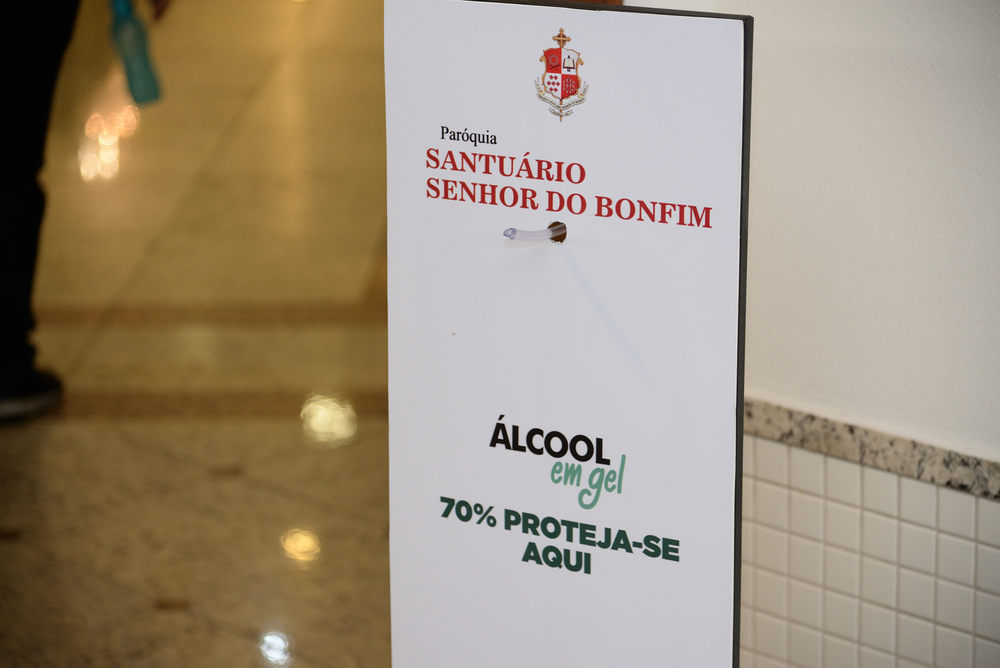 Paróquia
SANTUÁRIO
SENHOR DO BONFIM
ÁLCOOL
em gel
70% PROTEJA-SE
AQUI